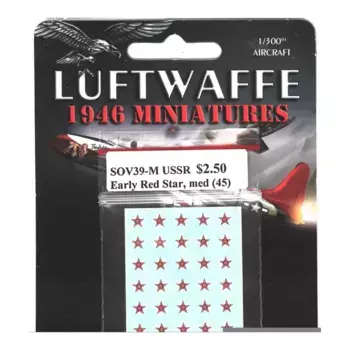 1/300th
AIRCRAFT
LUFTWAFFE
1946 MINIATURES
SOV39-M USSR $2.50
Early Red Star, med (45)